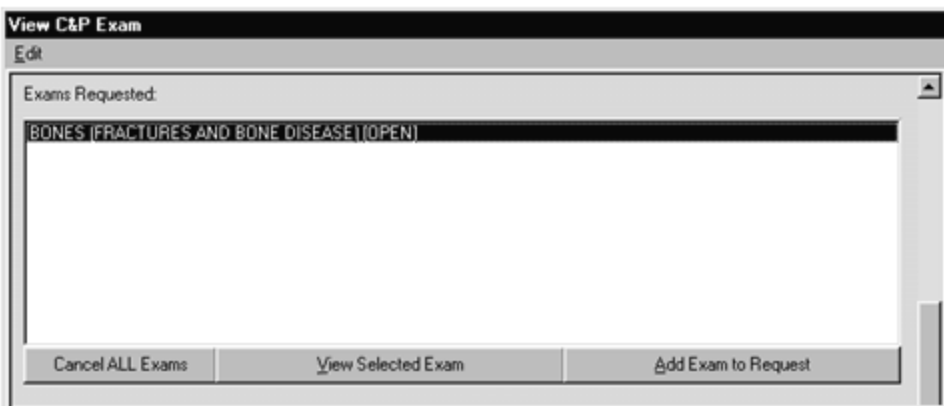 View C&P Exam
Edit
Exams Requested:
BONES (FRACTURES AND BONE DISEASE) (OPEN)
Cancel ALL Exams View Selected Exam Add Exam to Request